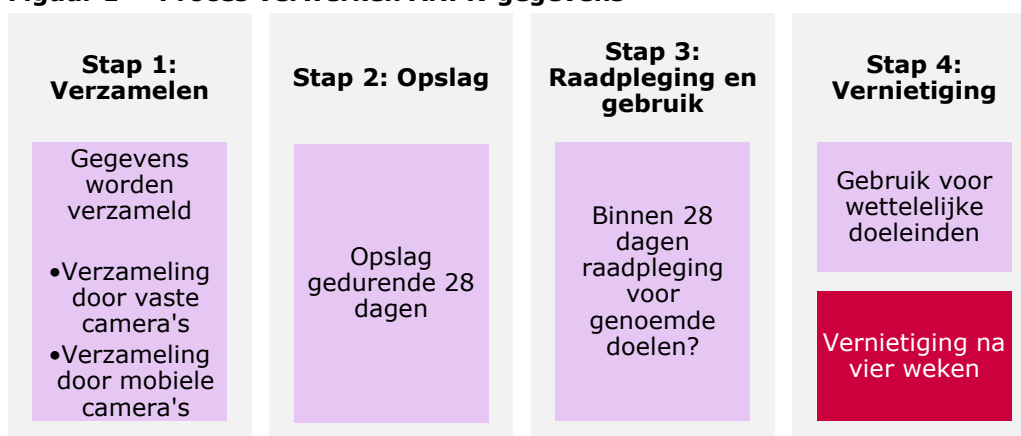 Stap 1:
Verzamelen
Gegevens
worden
verzameld
•Verzameling
door vaste
camera's
•Verzameling
door mobiele
camera's
Stap 2: Opslag
Opslag
gedurende 28
dagen
Stap 3:
Raadpleging en
gebruik
Binnen 28
dagen
raadpleging
voor
genoemde
doelen?
Stap 4:
Vernietiging
Gebruik voor
wettelelijke
doeleinden
Vernietiging na
vier weken